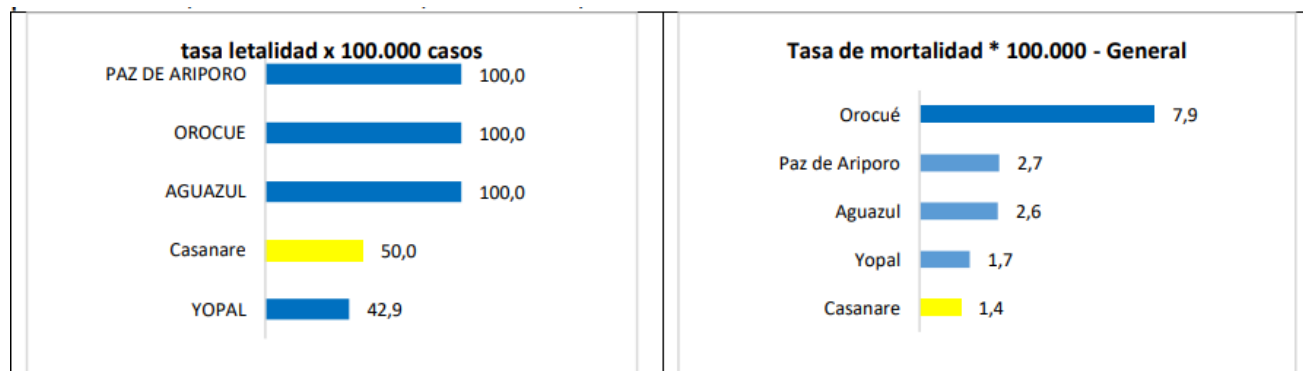 tasa letalidad x 100.000 casos
PAZ DE ARIPORO 100,0
OROCUE 100,0
AGUAZUL 100,0
Casanare 50,0
YOPAL 42,9
Tasa de mortalidad * 100.000 - General
Orocué 7,9
Paz de Ariporo 2,7
Aguazul 2,6
Yopal 1,7
Casanare 1,4